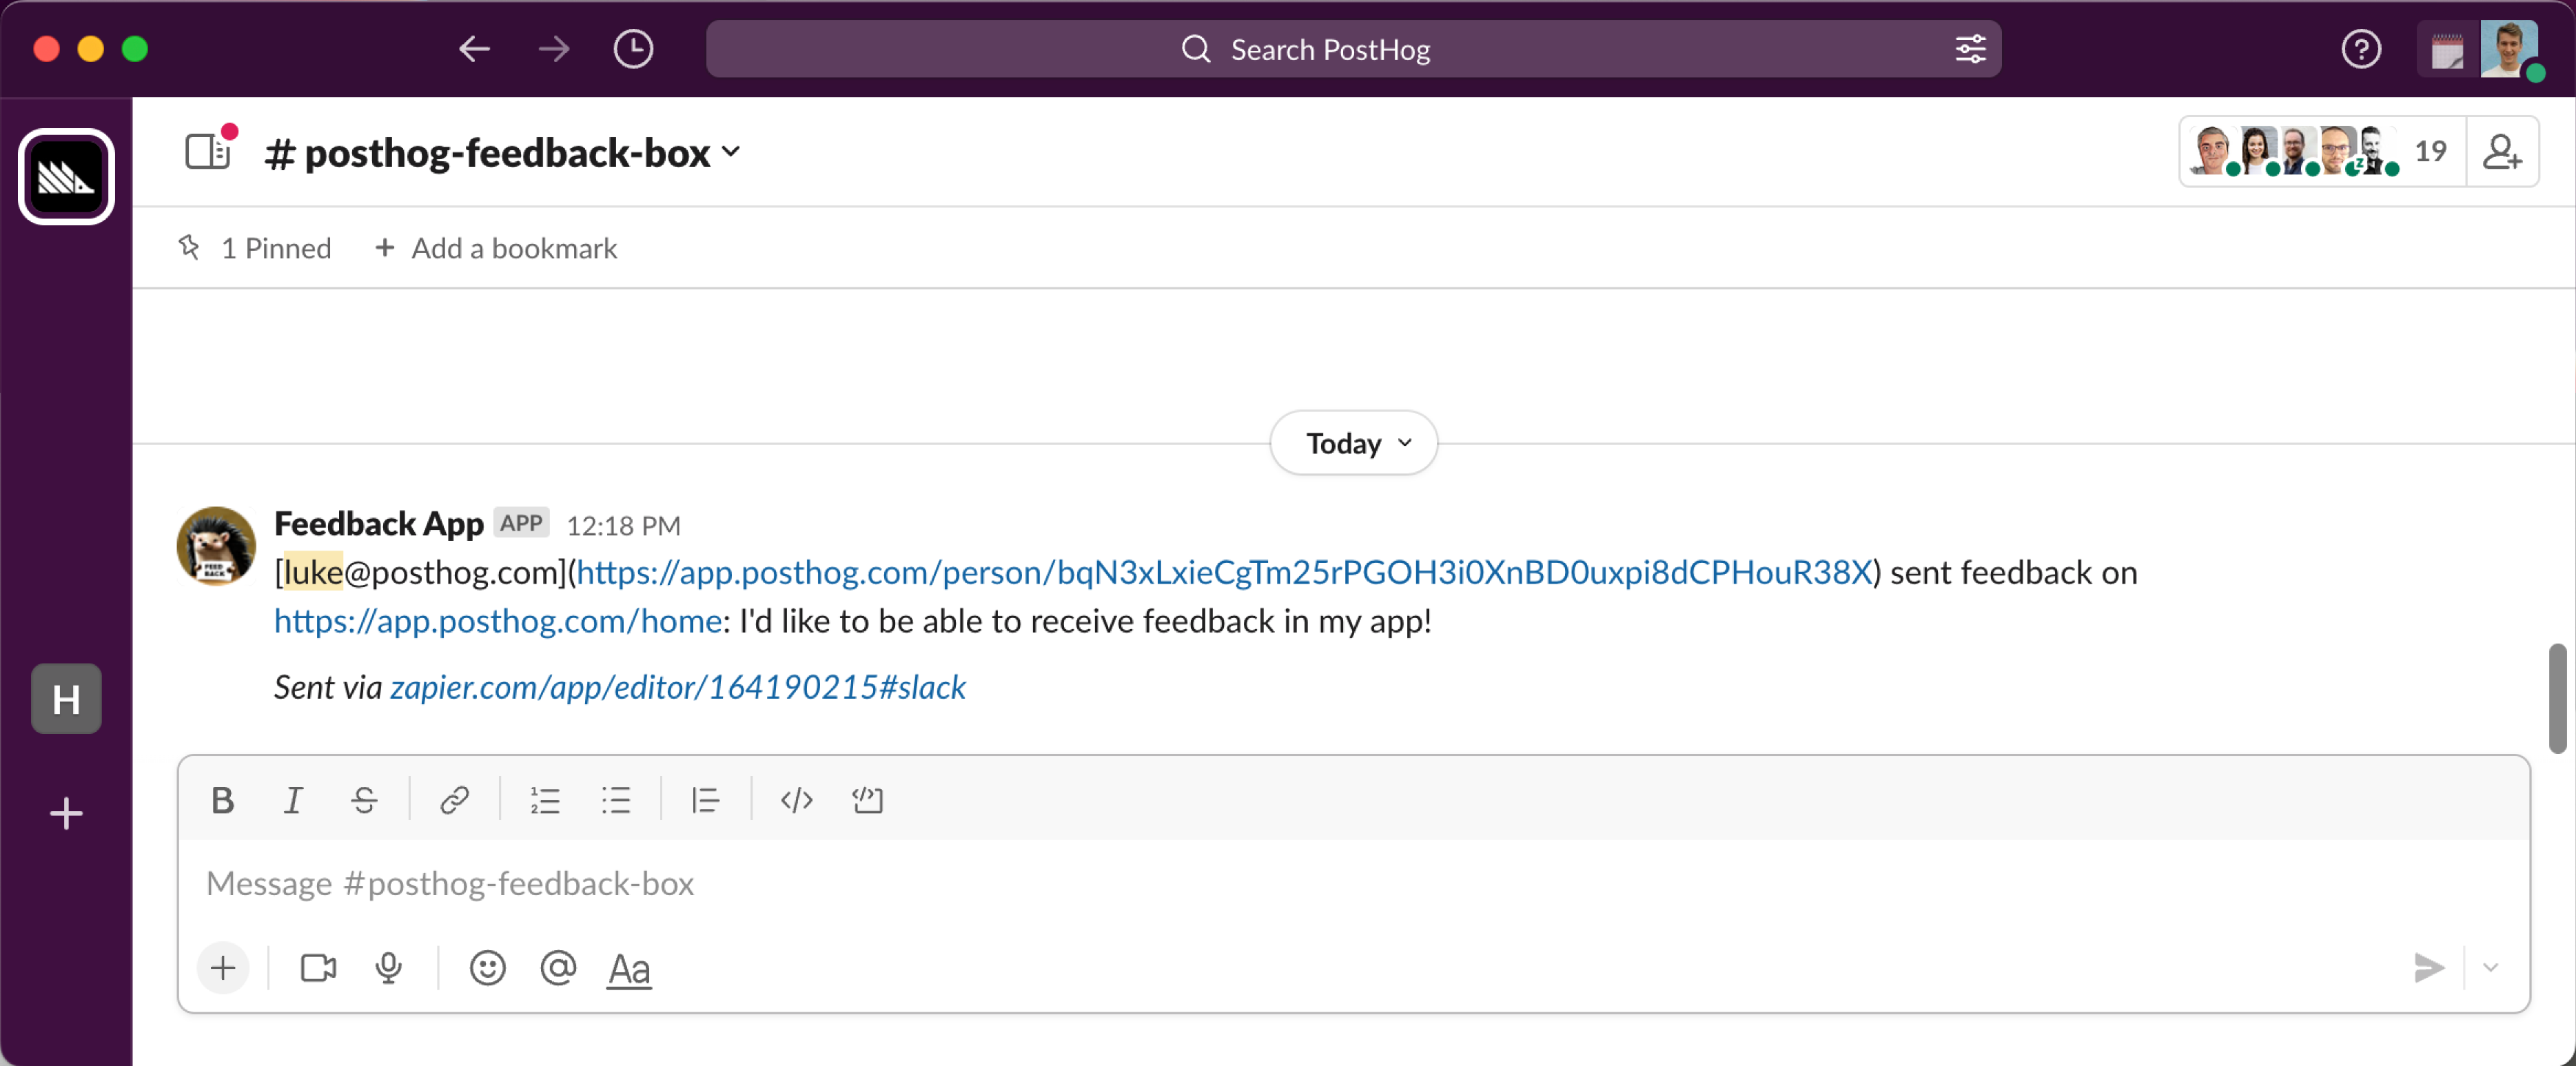 Search PostHog
# posthog-feedback-box
19
1 Pinned + Add a bookmark
Today
Feedback App APP 12:18 PM
[luke@posthog.com](https://app.posthog.com/person/bqN3xLxieCgTm25rPGOH3i0XnBD0uxpi8dCPHouR38X) sent feedback on
https://app.posthog.com/home: I'd like to be able to receive feedback in my app!
Sent via zapier.com/app/editor/164190215#slack
H
Message #posthog-feedback-box
Aa